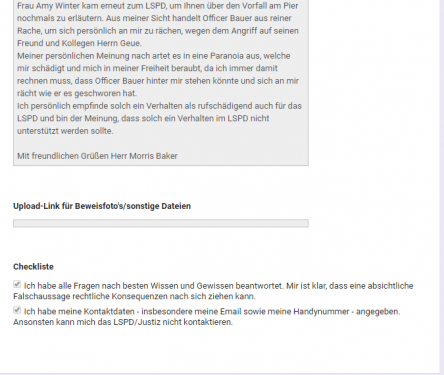 Frau Amy Winter kam erneut zum LSPD, um Ihnen über den Vorfall am Pier
nochmals zu erläutern. Aus meiner Sicht handelt Officer Bauer aus reiner
Rache, um sich persönlich an mir zu rächen, wegen dem Angriff auf seinen
Freund und Kollegen Herrn Geue.
Meiner persönlichen Meinung nach artet es in eine Paranoia aus, welche
mir schädigt und mich in meiner Freiheit beraubt, da ich immer damit
rechnen muss, dass Officer Bauer hinter mir stehen könnte und sich an mir
rächt wie er es geschworen hat.
Ich persönlich empfinde solch ein Verhalten als rufschädigend auch für das
LSPD und bin der Meinung, dass solch ein Verhalten im LSPD nicht
unterstützt werden sollte.
Mit freundlichen Grüßen Herr Morris Baker
Upload-Link für Beweisfoto's/sonstige Dateien
Checkliste
Ich habe alle Fragen nach besten Wissen und Gewissen beantwortet. Mir ist klar, dass eine absichtliche
Falschaussage rechtliche Konsequenzen nach sich ziehen kann.
Ich habe meine Kontaktdaten - insbesondere meine Email sowie meine Handynummer - angegeben.
Ansonsten kann mich das LSPD/Justiz nicht kontaktieren.